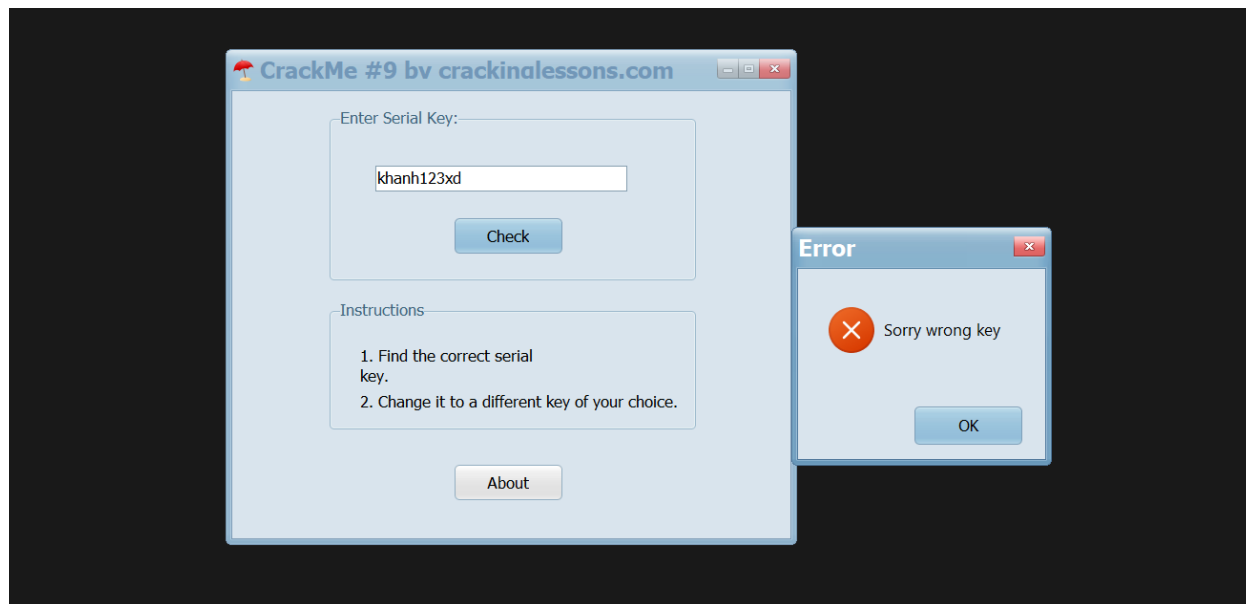 CrackMe #9 by crackinglessons.com
Enter Serial Key:
khanh123xd
Check
Instructions
1. Find the correct serial
key.
2. Change it to a different key of your choice.
About
Error
Sorry wrong key
OK